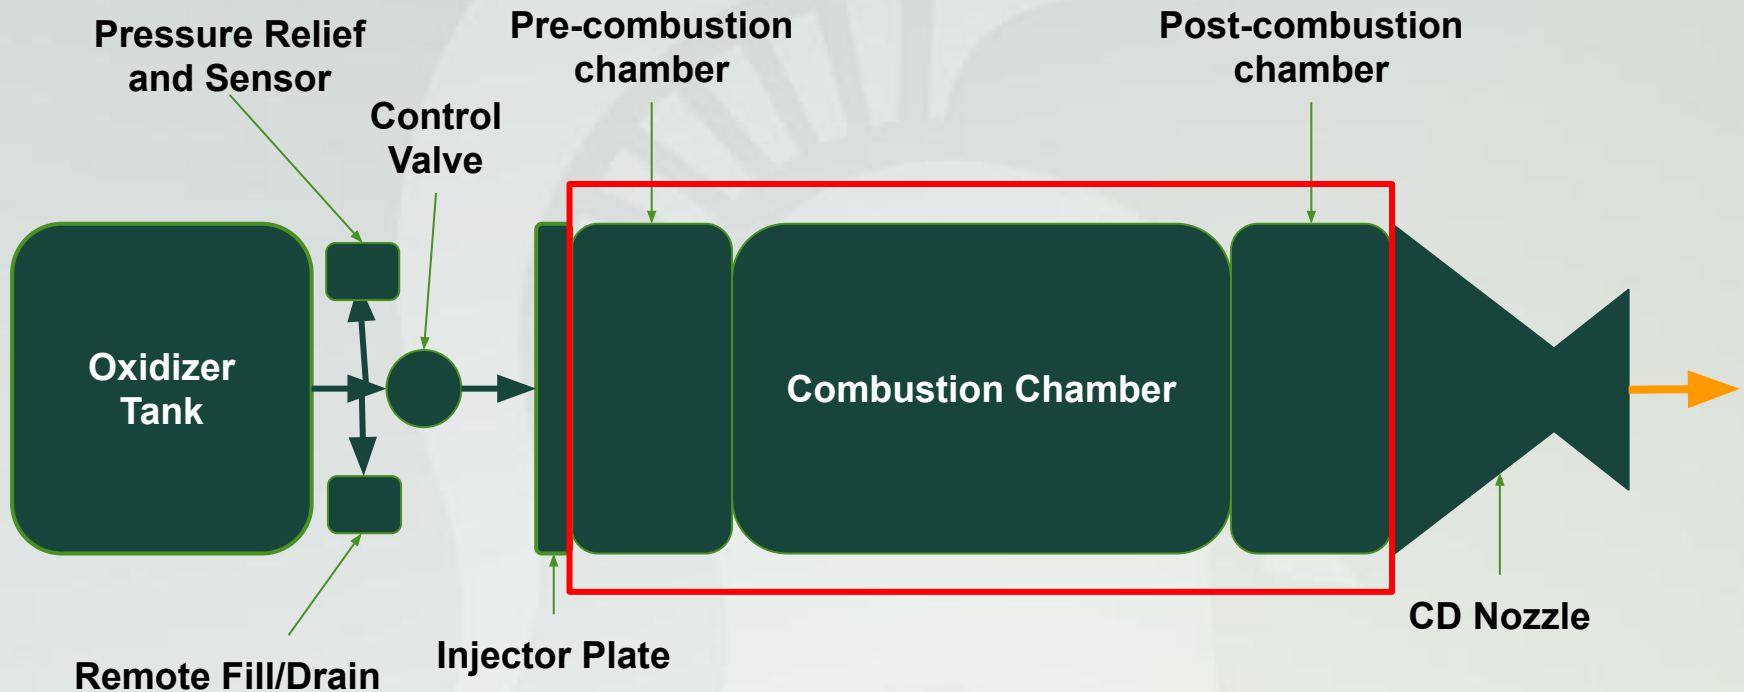 Pressure Relief
and Sensor
Control
Valve
Pre-combustion
chamber
Post-combustion
chamber
Oxidizer
Tank
Combustion Chamber
Remote Fill/Drain
Injector Plate
CD Nozzle